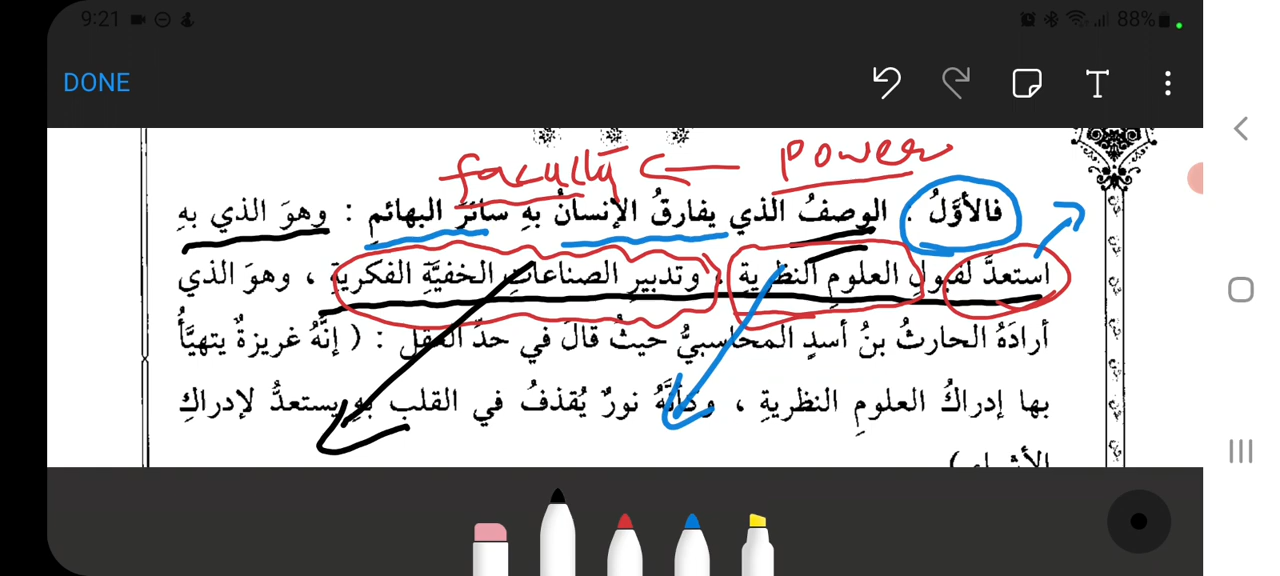 9:21 88%
DONE T
faculty ← power
فالأوَّلُ : الوصفُ الذي يفارقُ الإنسانُ بهِ سائرَ البهائمِ : وهوَ الذي بهِ
استعدَّ لقبولِ العلومِ النظريةِ ، وتدبيرِ الصناعاتِ الخفيَّةِ الفكريةِ ، وهوَ الذي
أرادَهُ الحارثُ بنُ أسدٍ المحاسبيُّ حيثُ قالَ في حدِّ العقلِ : ( إنَّهُ غريزةٌ يتهيَّأُ
بها إدراكُ العلومِ النظريةِ ، وكأنَّهُ نورٌ يُقذفُ في القلبِ بهِ يستعدُّ لإدراكِ
الأشياءِ )